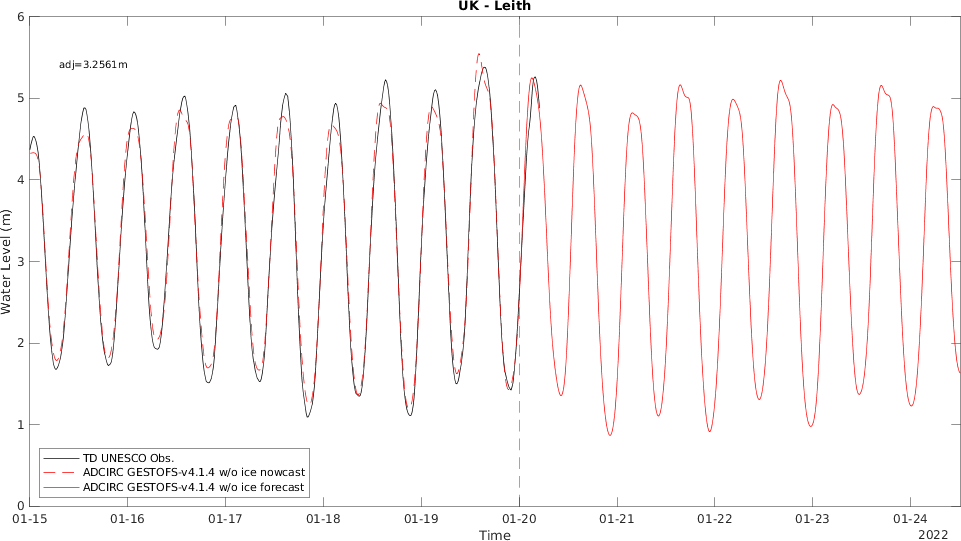 UK - Leith
6
adj=3.2561m
5
4
3
2
1
0
Water Level (m)
TD UNESCO Obs.
ADCIRC GESTOFS-v4.1.4 w/o ice nowcast
ADCIRC GESTOFS-v4.1.4 w/o ice forecast
01-15 01-16 01-17 01-18 01-19 01-20 01-21 01-22 01-23 01-24
Time
2022